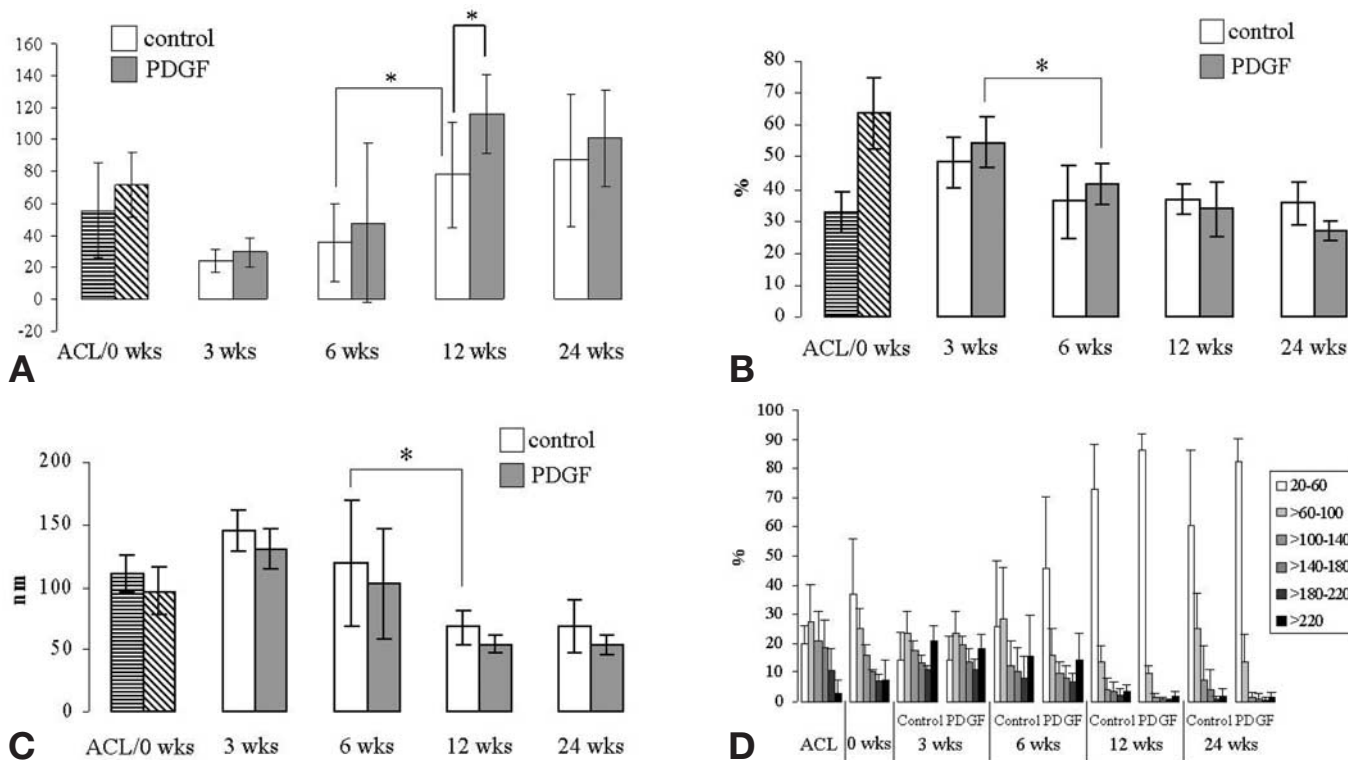 160
140
120
100
80
60
40
20
0
-20
control
PDGF
*
*
ACL/0 wks 3 wks 6 wks 12 wks 24 wks
A
80
70
60
50
40
30
20
10
0
%
control
PDGF
*
ACL/0 wks 3 wks 6 wks 12 wks 24 wks
B
200
150
100
50
0
nm
control
PDGF
*
ACL/0 wks 3 wks 6 wks 12 wks 24 wks
C
100
90
80
70
60
50
40
30
20
10
0
%
20-60
>60-100
>100-140
>140-180
>180-220
>220
Control PDGF Control PDGF Control PDGF Control PDGF
ACL 0 wks 3 wks 6 wks 12 wks 24 wks
D